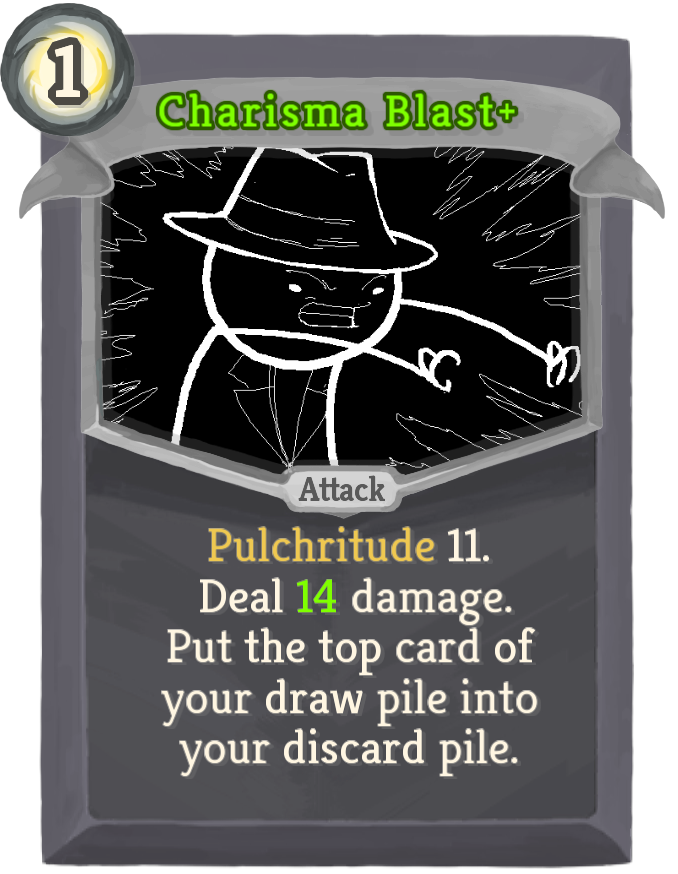 1
Charisma Blast+
Attack
Pulchritude 11.
Deal 14 damage.
Put the top card of
your draw pile into
your discard pile.